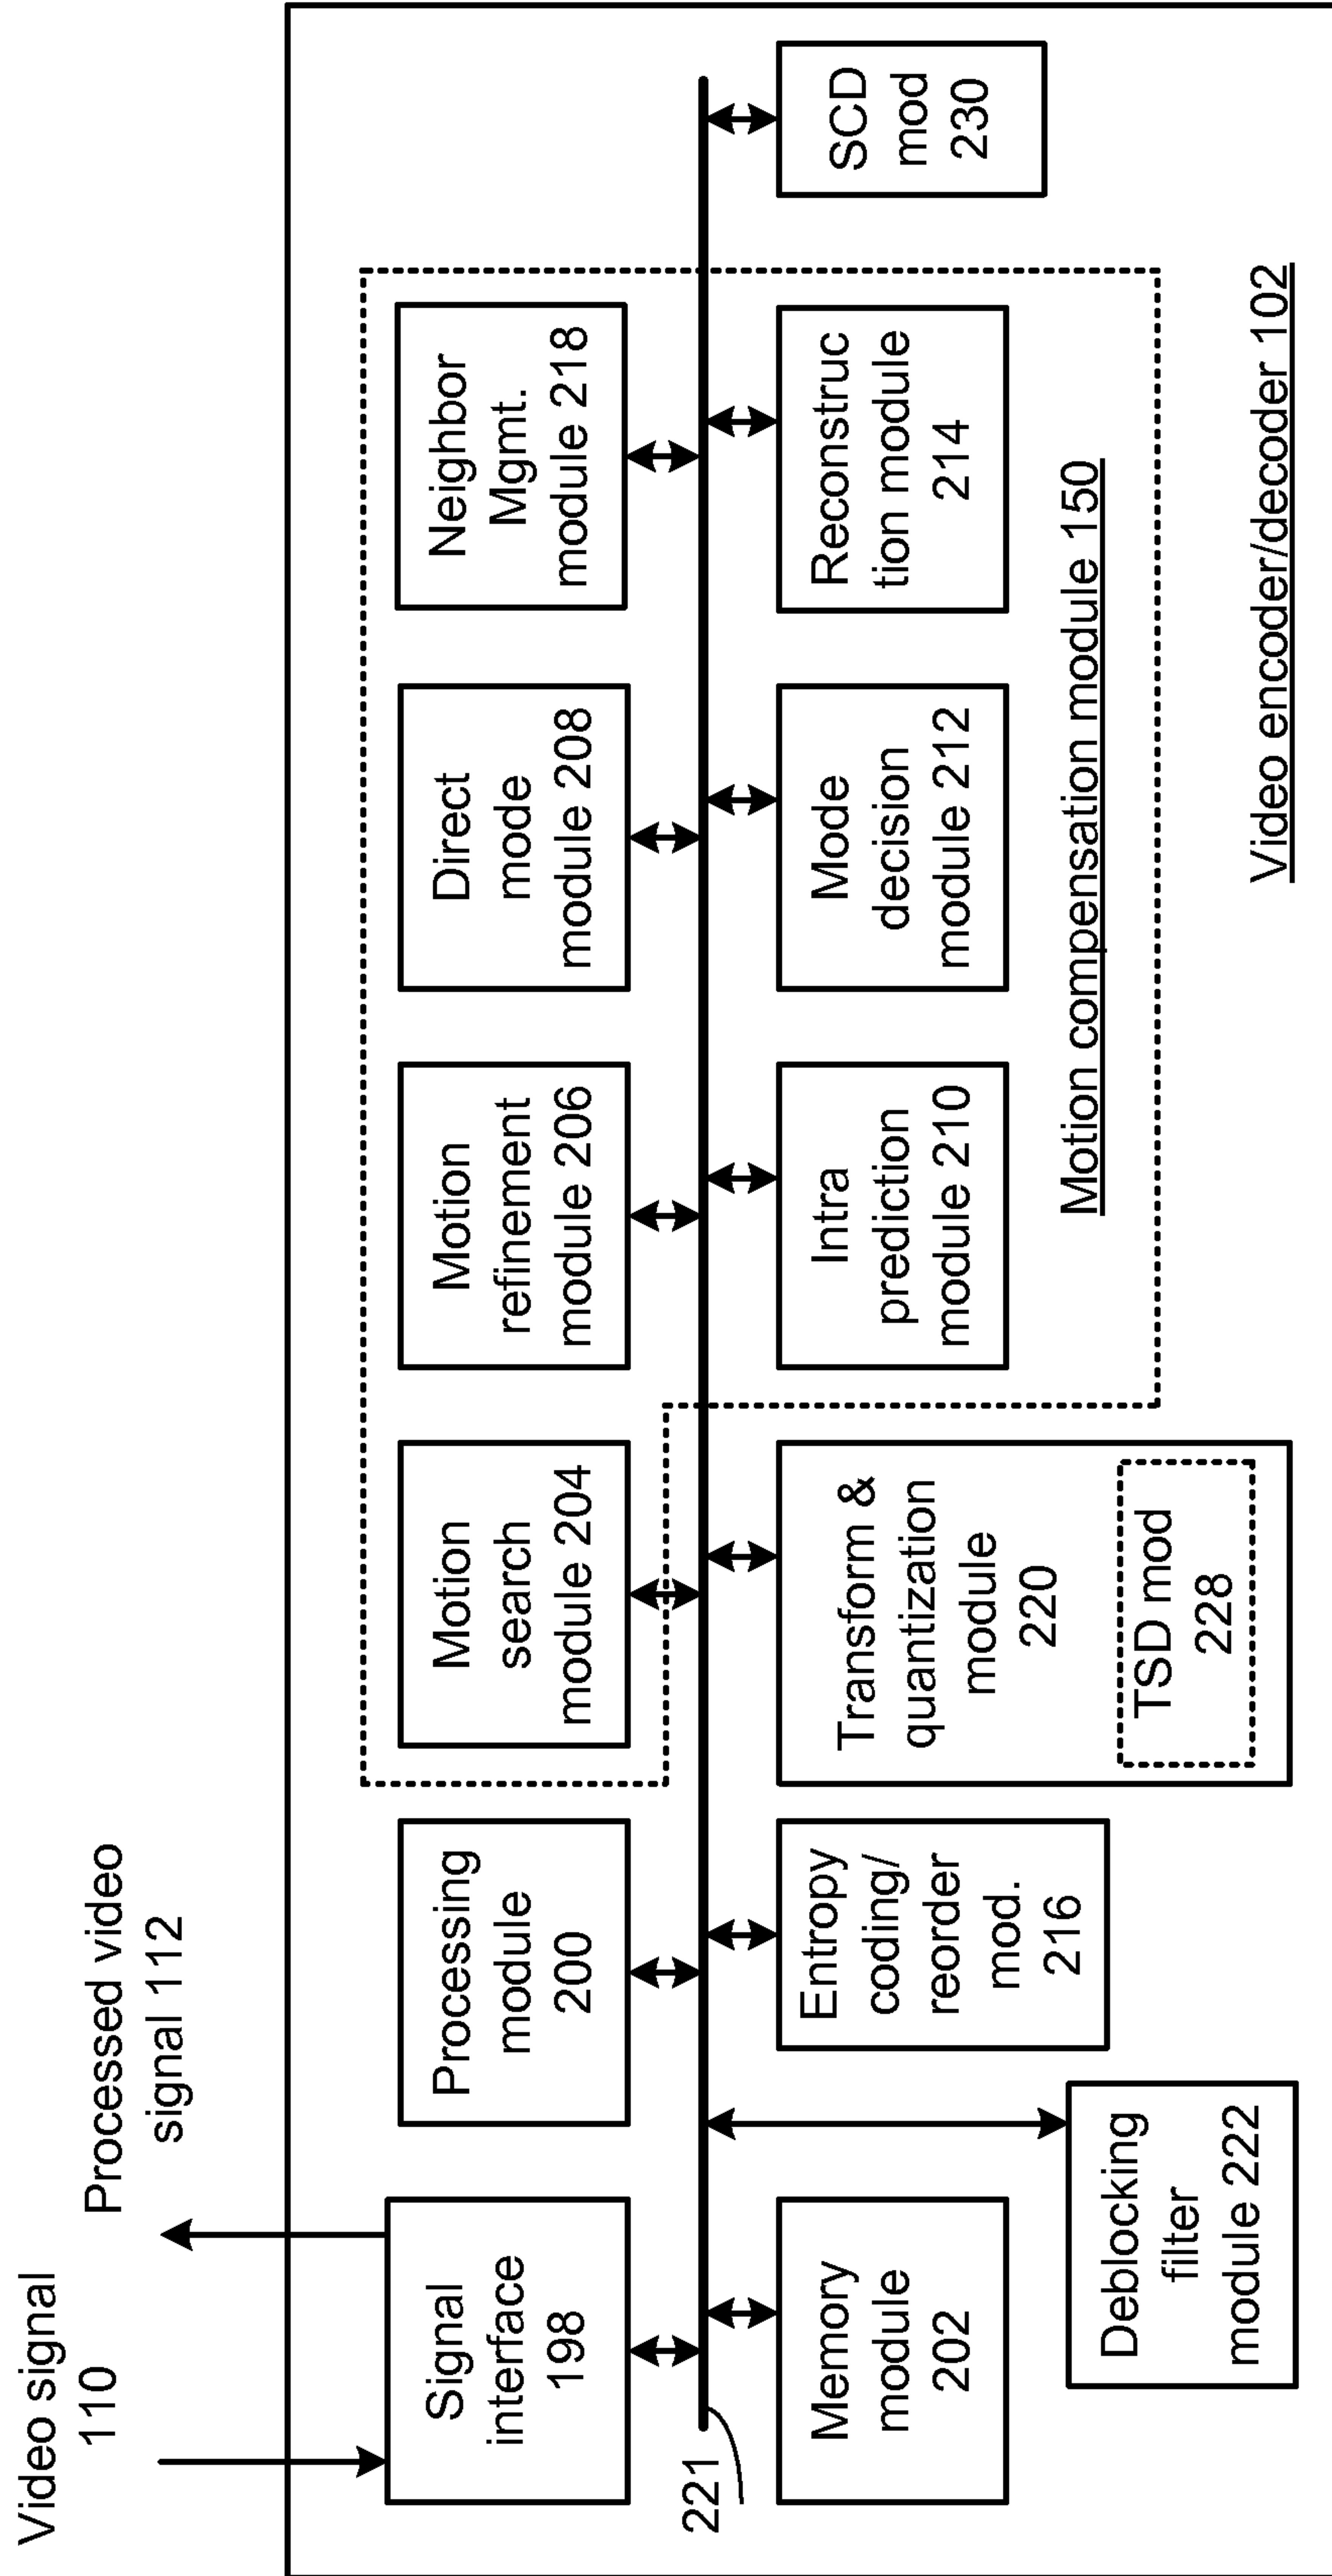 Video signal
110
Processed video
signal 112
Signal
interface
198
Processing
module
200
Motion
search
module 204
Motion
refinement
module 206
Direct
mode
module 208
Neighbor
Mgmt.
module 218
221
Memory
module
202
Deblocking
filter
module 222
Entropy
coding/
reorder
mod.
216
Transform &
quantization
module
220
TSD mod
228
Intra
prediction
module 210
Mode
decision
module 212
Reconstruc
tion module
214
SCD
mod
230
Motion compensation module 150
Video encoder/decoder 102